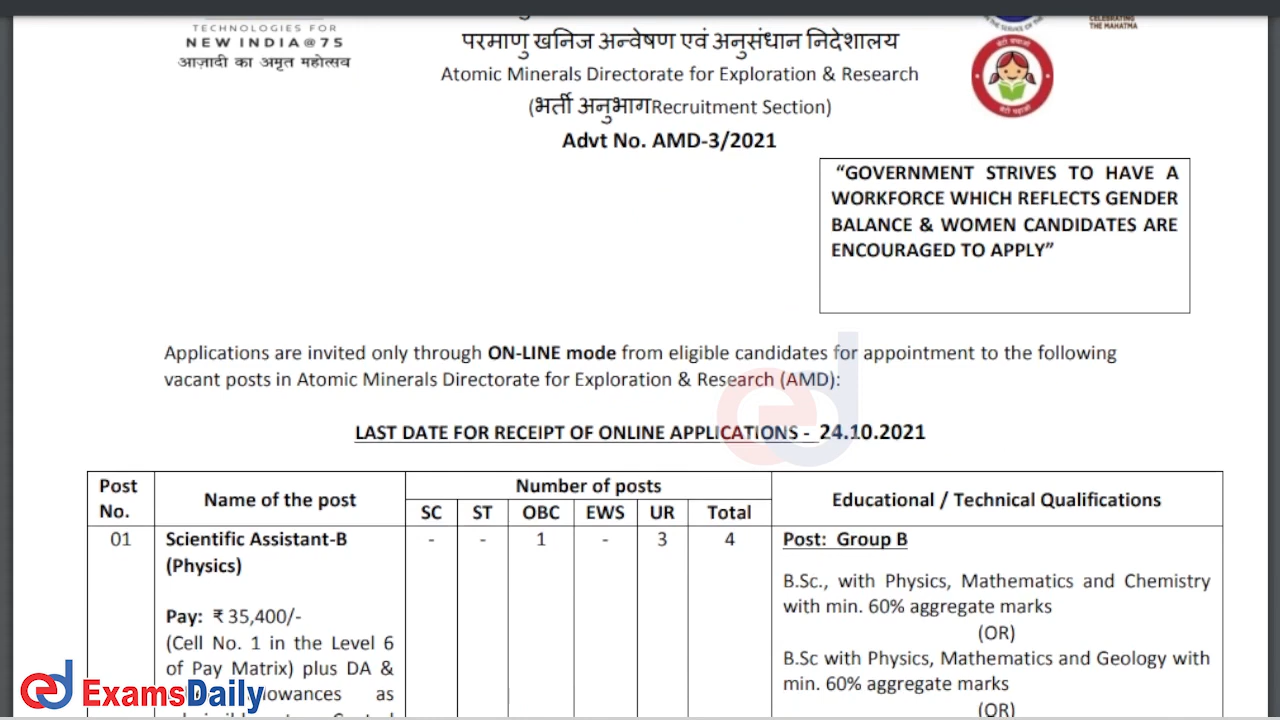 TECHNOLOGIES FOR
NEW INDIA@75
आज़ादी का अमृत महोत्सव
परमाणु खनिज अन्वेषण एवं अनुसंधान निदेशालय
Atomic Minerals Directorate for Exploration & Research
(भर्ती अनुभागRecruitment Section)
Advt No. AMD-3/2021
CELEBRATING
THE MAHATMA
“GOVERNMENT STRIVES TO HAVE A
WORKFORCE WHICH REFLECTS GENDER
BALANCE & WOMEN CANDIDATES ARE
ENCOURAGED TO APPLY”
Applications are invited only through ON-LINE mode from eligible candidates for appointment to the following
vacant posts in Atomic Minerals Directorate for Exploration & Research (AMD):
LAST DATE FOR RECEIPT OF ONLINE APPLICATIONS - 24.10.2021
Post No. Name of the post Number of posts Educational / Technical Qualifications
SC ST OBC EWS UR Total
01 Scientific Assistant-B - - 1 - 3 4 Post: Group B
(Physics)
B.Sc., with Physics, Mathematics and Chemistry
with min. 60% aggregate marks
Pay: ₹ 35,400/-
(OR)
(Cell No. 1 in the Level 6
B.Sc with Physics, Mathematics and Geology with
of Pay Matrix) plus DA &
min. 60% aggregate marks
as
(OR)
ed ExamsDaily